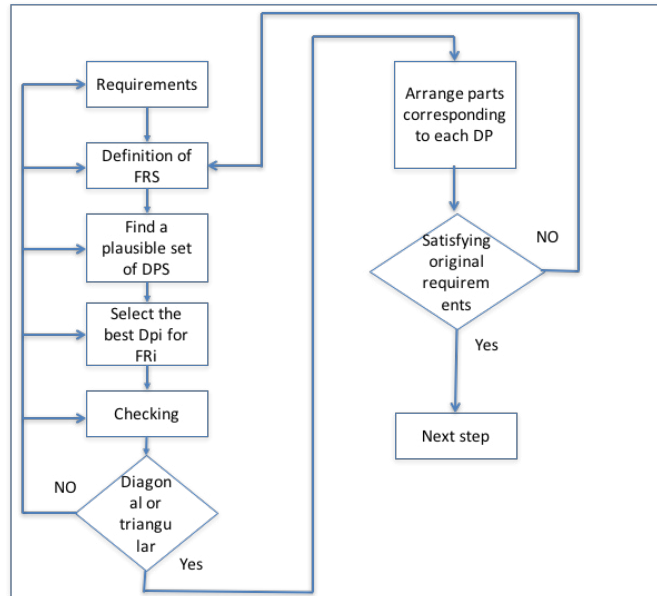 Requirements
Definition of
FRS
Find a
plausible set
of DPS
Select the
best Dpi for
FRi
Checking
NO
Diagon
al or
triangu
lar
Yes
Arrange parts
corresponding
to each DP
NO
Satisfying
original
requirem
ents
Yes
Next step